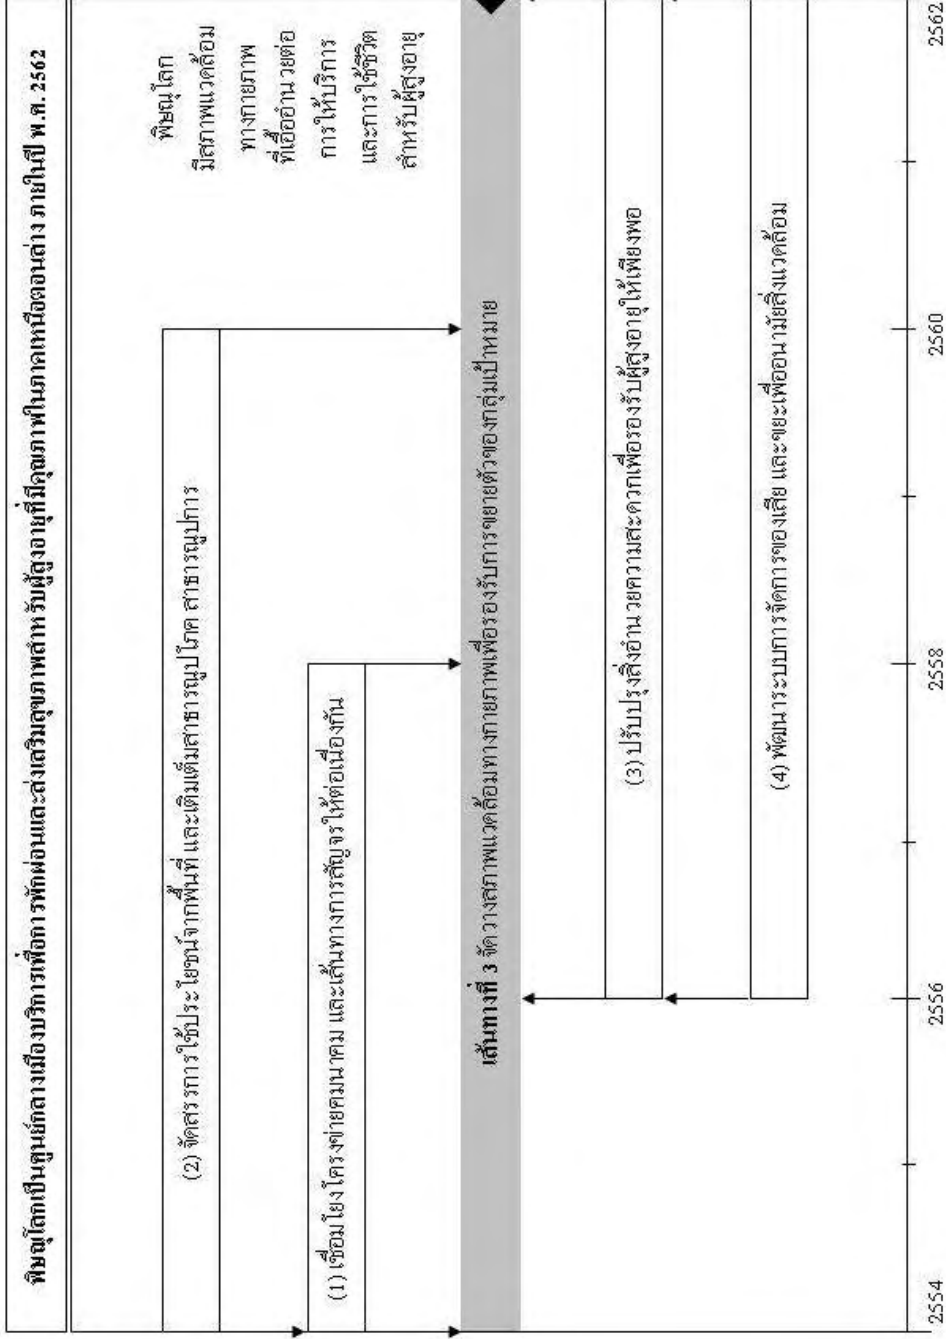 พิษณุโลกเป็นศูนย์กลางเมืองบริการเพื่อการพักผ่อนและส่งเสริมสุขภาพสำหรับผู้สูงอายุที่มีคุณภาพในภาคเหนือตอนล่าง ภายในปี พ.ศ. 2562
พิษณุโลก
มีสภาพแวดล้อม
ทางกายภาพ
ที่เอื้ออำนวยต่อ
การให้บริการ
และการใช้ชีวิต
สำหรับผู้สูงอายุ
(2) จัดสรรการใช้ประโยชน์จากพื้นที่ และเติมเต็มสาธารณูปโภค สาธารณูปการ
(1) เชื่อมโยงโครงข่ายคมนาคม และเส้นทางการสัญจรให้ต่อเนื่องกัน
เส้นทางที่ 3 จัดวางสภาพแวดล้อมทางกายภาพเพื่อรองรับการขยายตัวของกลุ่มเป้าหมาย
(3) ปรับปรุงสิ่งอำนวยความสะดวกเพื่อรองรับผู้สูงอายุให้เพียงพอ
(4) พัฒนาระบบการจัดการของเสีย และขยะเพื่ออนามัยสิ่งแวดล้อม
2554 2556 2558 2560 2562